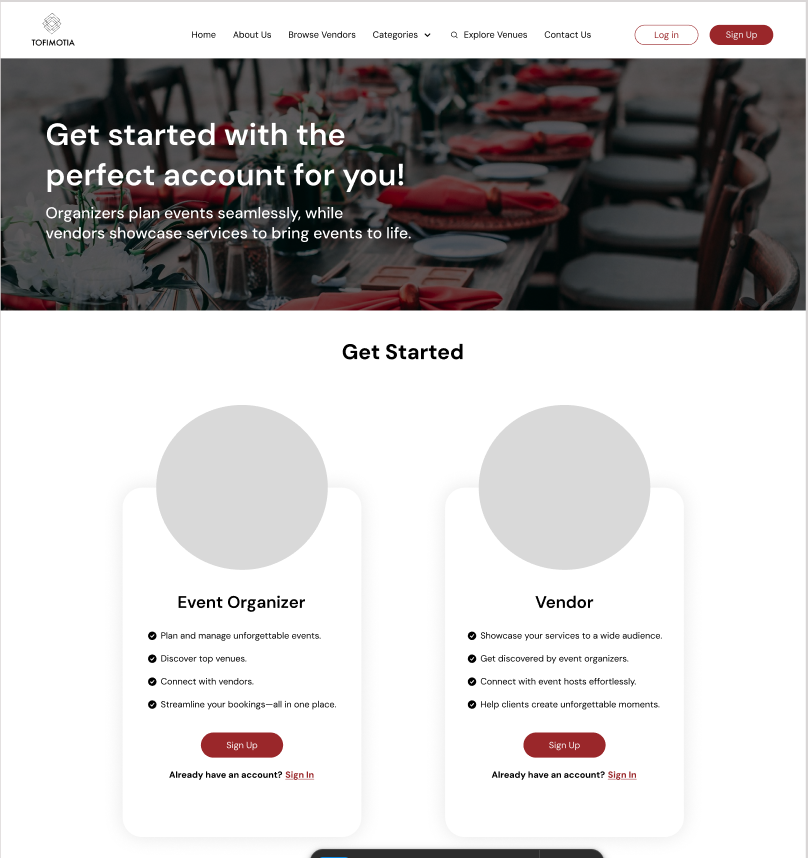 TOFIMOTIA
Home About Us Browse Vendors Categories Explore Venues Contact Us Log in Sign Up
Get started with the
perfect account for you!
Organizers plan events seamlessly, while
vendors showcase services to bring events to life.
Get Started
Event Organizer
Plan and manage unforgettable events.
Discover top venues.
Connect with vendors.
Streamline your bookings—all in one place.
Sign Up
Already have an account? Sign In
Vendor
Showcase your services to a wide audience.
Get discovered by event organizers.
Connect with event hosts effortlessly.
Help clients create unforgettable moments.
Sign Up
Already have an account? Sign In